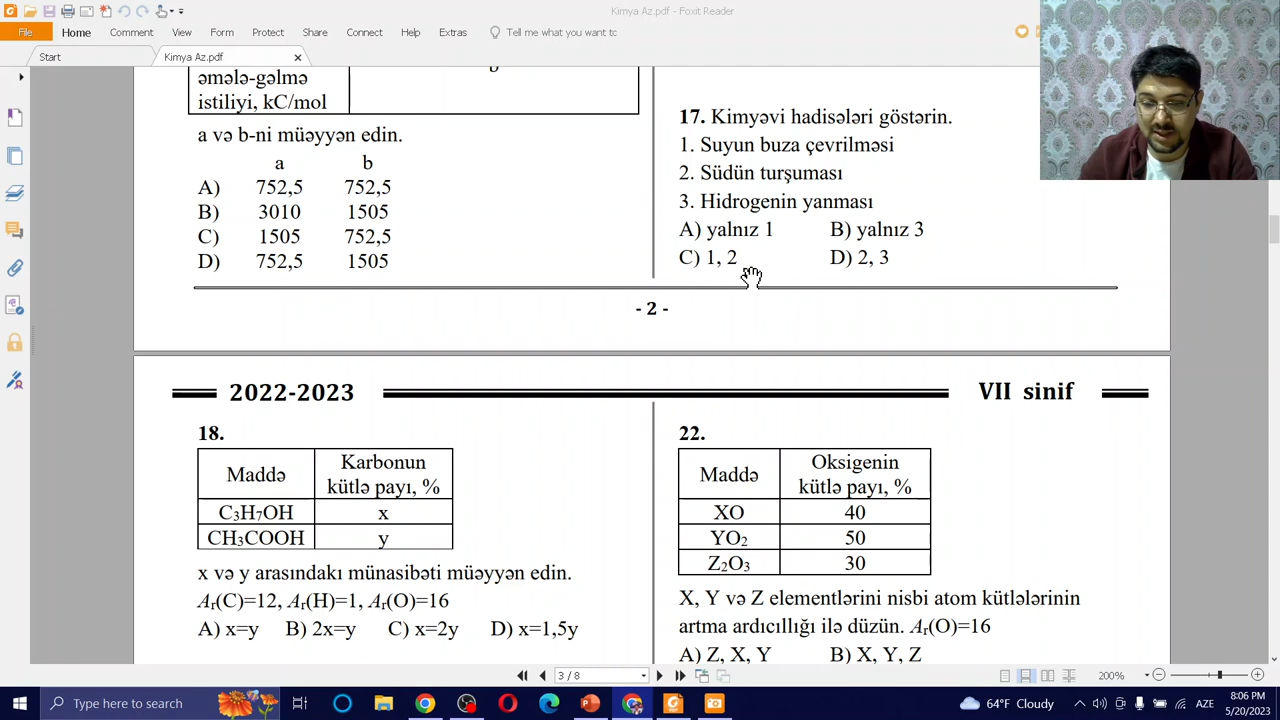 Kimya Az.pdf - Foxit Reader
File Home Comment View Form Protect Share Connect Help Extras Tell me what you want to
Start Kimya Az.pdf
əmələ-gəlmə
istiliyi, kC/mol
a və b-ni müəyyən edin.
a b
A) 752,5 752,5
B) 3010 1505
C) 1505 752,5
D) 752,5 1505
17. Kimyəvi hadisələri göstərin.
1. Suyun buza çevrilməsi
2. Südün turşuması
3. Hidrogenin yanması
A) yalnız 1 B) yalnız 3
C) 1, 2 D) 2, 3
- 2 -
2022-2023 VII sinif
18.
Maddə Karbonun kütlə payı, %
C₃H₇OH x
CH₃COOH y
x və y arasındakı münasibəti müəyyən edin.
Aᵣ(C)=12, Aᵣ(H)=1, Aᵣ(O)=16
A) x=y B) 2x=y C) x=2y D) x=1,5y
22.
Maddə Oksigenin kütlə payı, %
XO 40
YO₂ 50
Z₂O₃ 30
X, Y və Z elementlərini nisbi atom kütlələrinin
artma ardıcıllığı ilə düzün. Aᵣ(O)=16
A) Z, X, Y B) X, Y, Z
3 / 8 200%
Type here to search 64°F Cloudy AZE 8:06 PM
5/20/2023